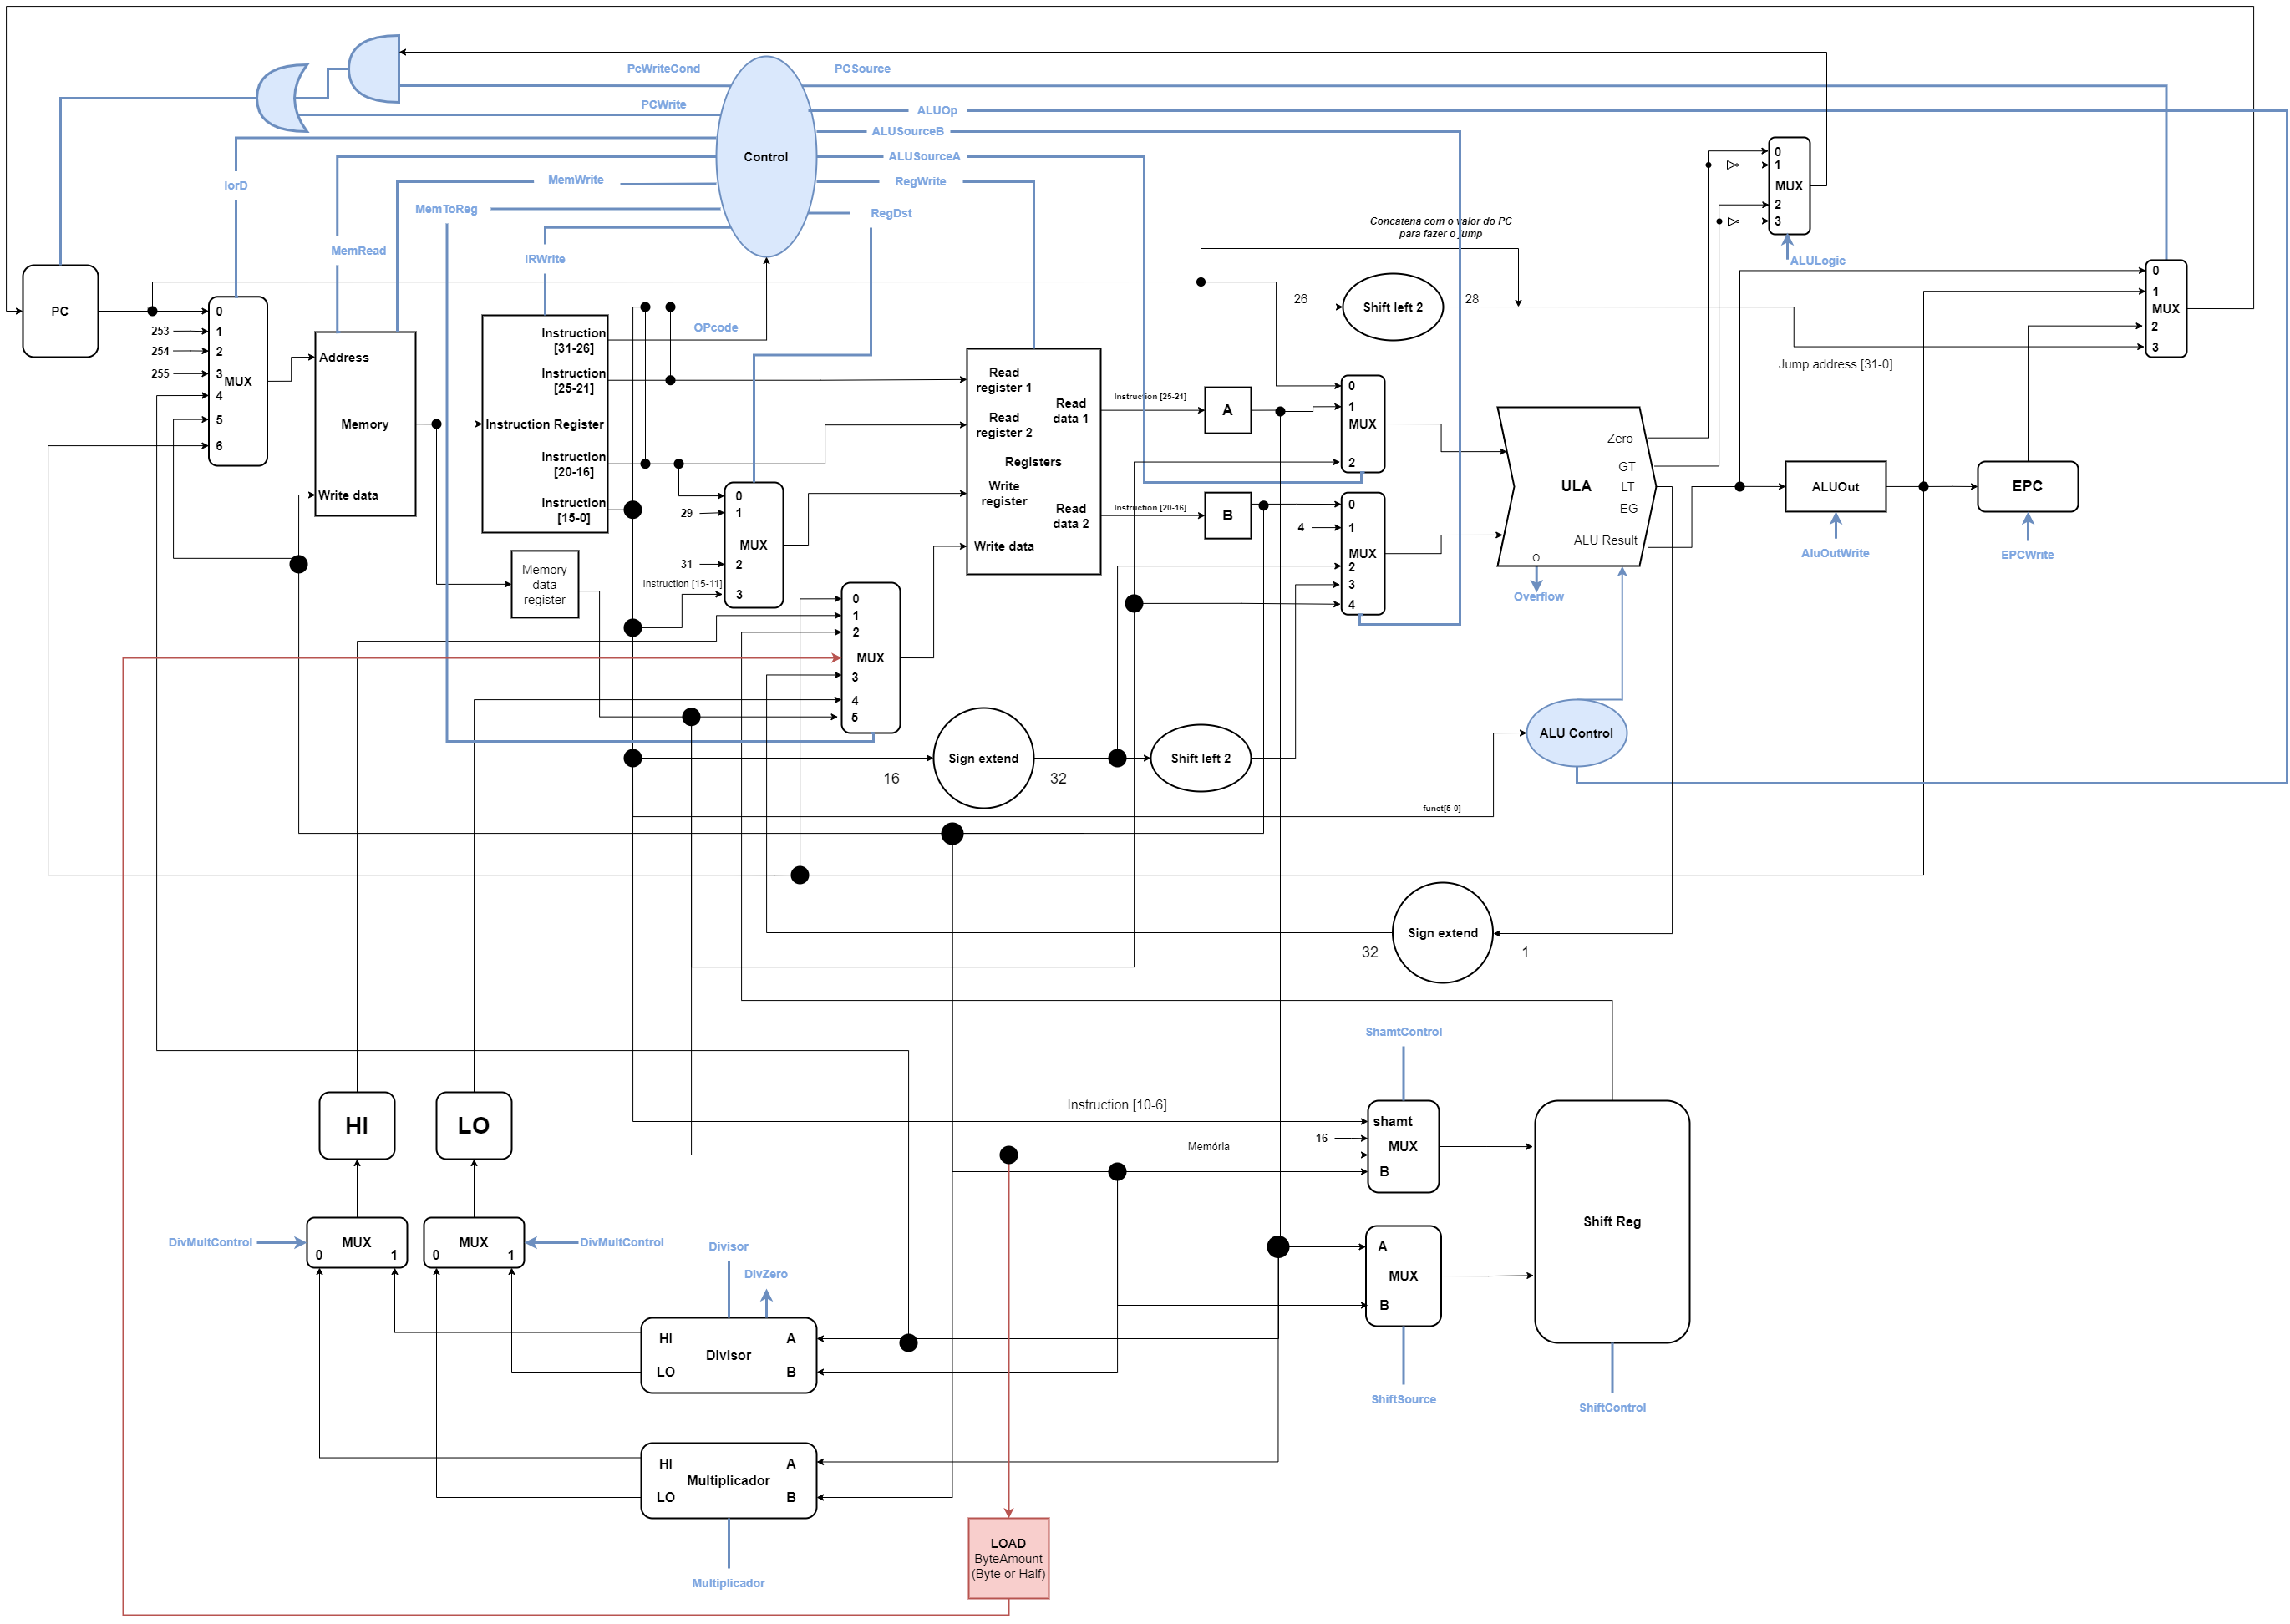 PcWriteCond
PCSource
PCWrite
ALUOp
ALUSourceB
Control
ALUSourceA
IorD
MemWrite
RegWrite
MemToReg
RegDst
MemRead
IRWrite
Concatena com o valor do PC
para fazer o jump
0
1
MUX
2
3
ALULogic
PC
253
254
255
0
1
2
3
MUX
4
5
6
Address
Memory
Write data
Instruction
[31-26]
Instruction
[25-21]
Instruction Register
Instruction
[20-16]
Instruction
[15-0]
OPcode
26
Shift left 2
28
0
1
MUX
2
3
Jump address [31-0]
Read
register 1
Read
data 1
Read
register 2
Registers
Write
register
Read
data 2
Write data
Instruction [25-21]
A
Instruction [20-16]
B
0
1
MUX
2
0
4
1
MUX
2
3
4
Zero
GT
ULA
LT
EG
ALU Result
O
Overflow
ALUOut
AluOutWrite
EPC
EPCWrite
0
29
1
MUX
31
2
Instruction [15-11]
3
Memory
data
register
0
1
2
MUX
3
4
5
16
Sign extend
32
Shift left 2
ALU Control
funct[5-0]
Sign extend
32
1
ShamtControl
Instruction [10-6]
shamt
16
MUX
Memória
B
HI
LO
Shift Reg
DivMultControl
MUX
0
1
MUX
0
1
DivMultControl
Divisor
DivZero
A
MUX
B
HI
A
Divisor
LO
B
ShiftSource
ShiftControl
HI
A
Multiplicador
LO
B
Multiplicador
LOAD
ByteAmount
(Byte or Half)